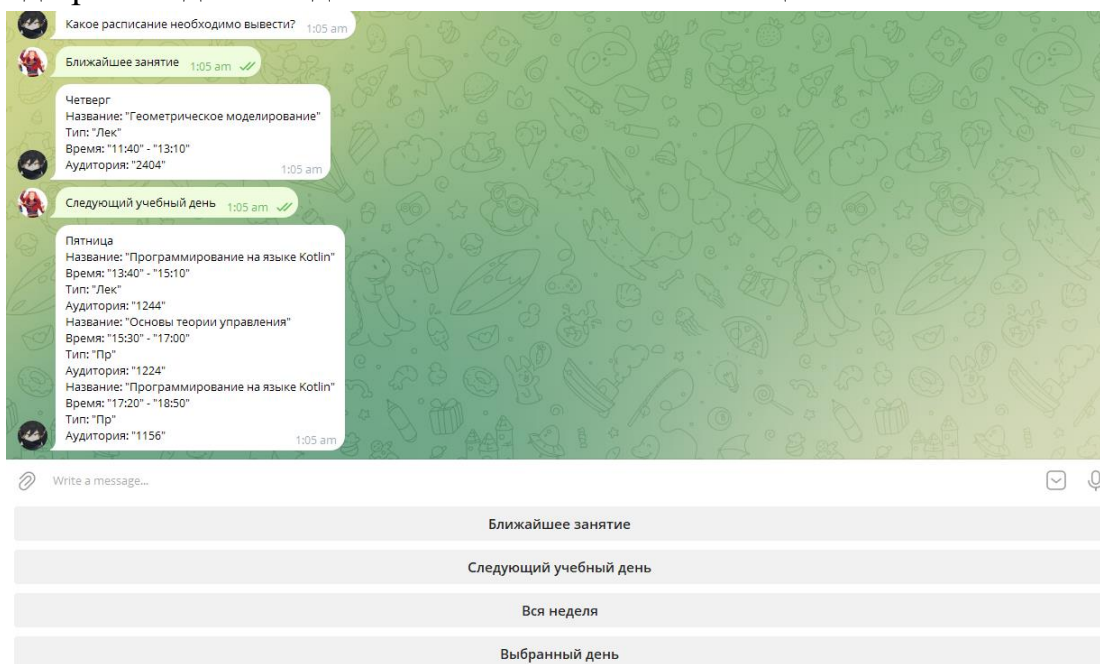 Какое расписание необходимо вывести? 1:05 am
Ближайшее занятие 1:05 am
Четверг
Название: "Геометрическое моделирование"
Тип: "Лек"
Время: "11:40" - "13:10"
Аудитория: "2404" 1:05 am
Следующий учебный день 1:05 am
Пятница
Название: "Программирование на языке Kotlin"
Время: "13:40" - "15:10"
Тип: "Лек"
Аудитория: "1244"
Название: "Основы теории управления"
Время: "15:30" - "17:00"
Тип: "Пр"
Аудитория: "1224"
Название: "Программирование на языке Kotlin"
Время: "17:20" - "18:50"
Тип: "Пр"
Аудитория: "1156" 1:05 am
Write a message...
Ближайшее занятие
Следующий учебный день
Вся неделя
Выбранный день